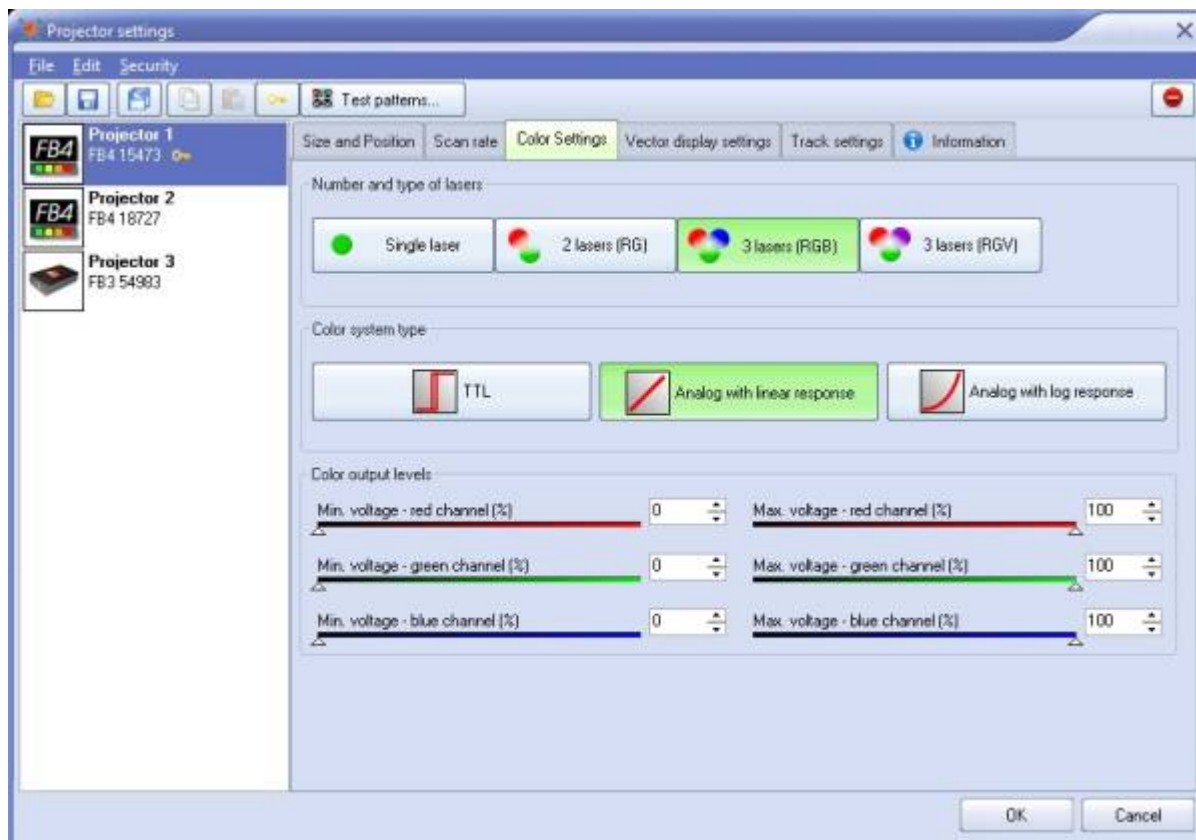 Projector settings
File Edit Security
Test patterns...
FB4
Projector 1
FB4 15473
FB4
Projector 2
FB4 18727
Projector 3
FB3 54983
Size and Position Scan rate Color Settings Vector display settings Track settings Information
Number and type of lasers
Single laser 2 lasers (RG) 3 lasers (RGB) 3 lasers (RGV)
Color system type
TTL Analog with linear response Analog with log response
Color output levels
Min. voltage - red channel (%) 0 Max. voltage - red channel (%) 100
Min. voltage - green channel (%) 0 Max. voltage - green channel (%) 100
Min. voltage - blue channel (%) 0 Max. voltage - blue channel (%) 100
OK Cancel